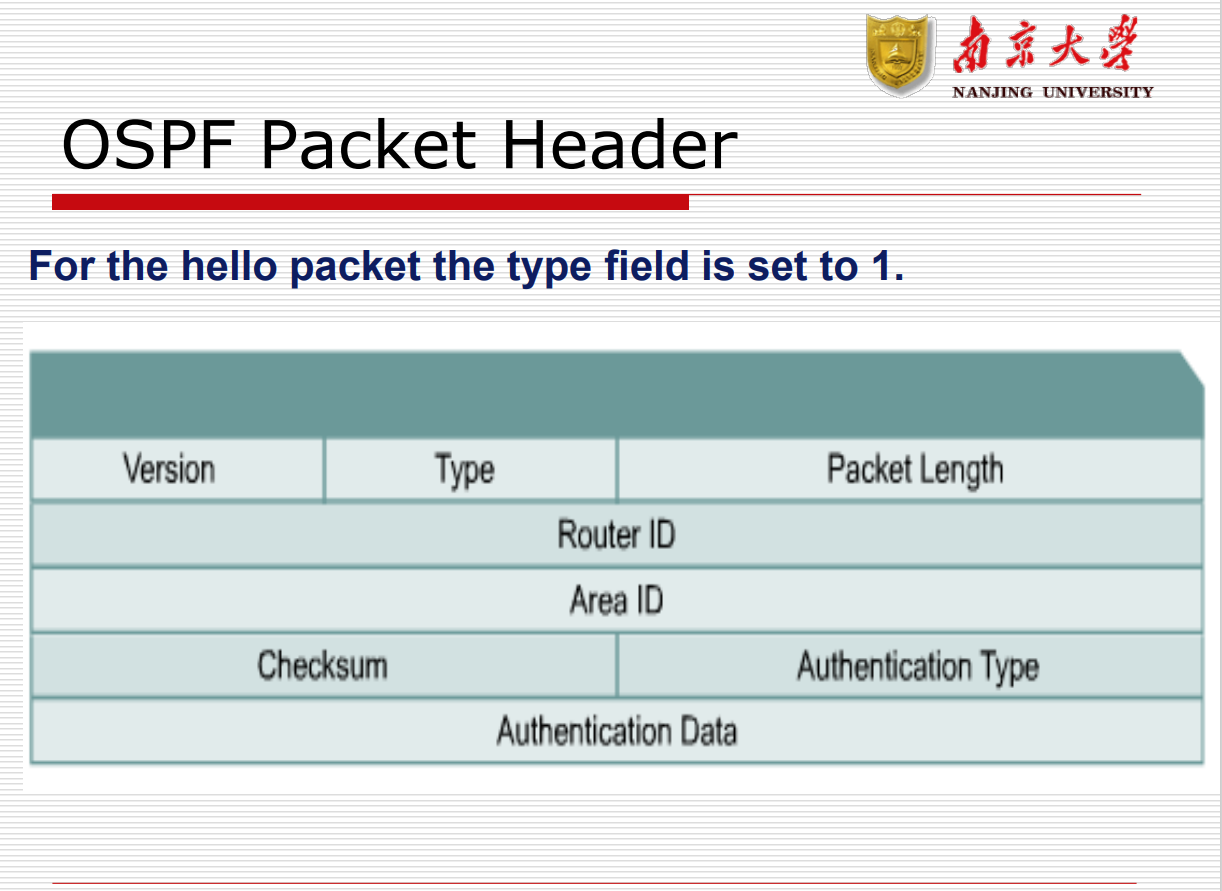 南京大學
NANJING UNIVERSITY
OSPF Packet Header
For the hello packet the type field is set to 1.
Version Type Packet Length
Router ID
Area ID
Checksum Authentication Type
Authentication Data